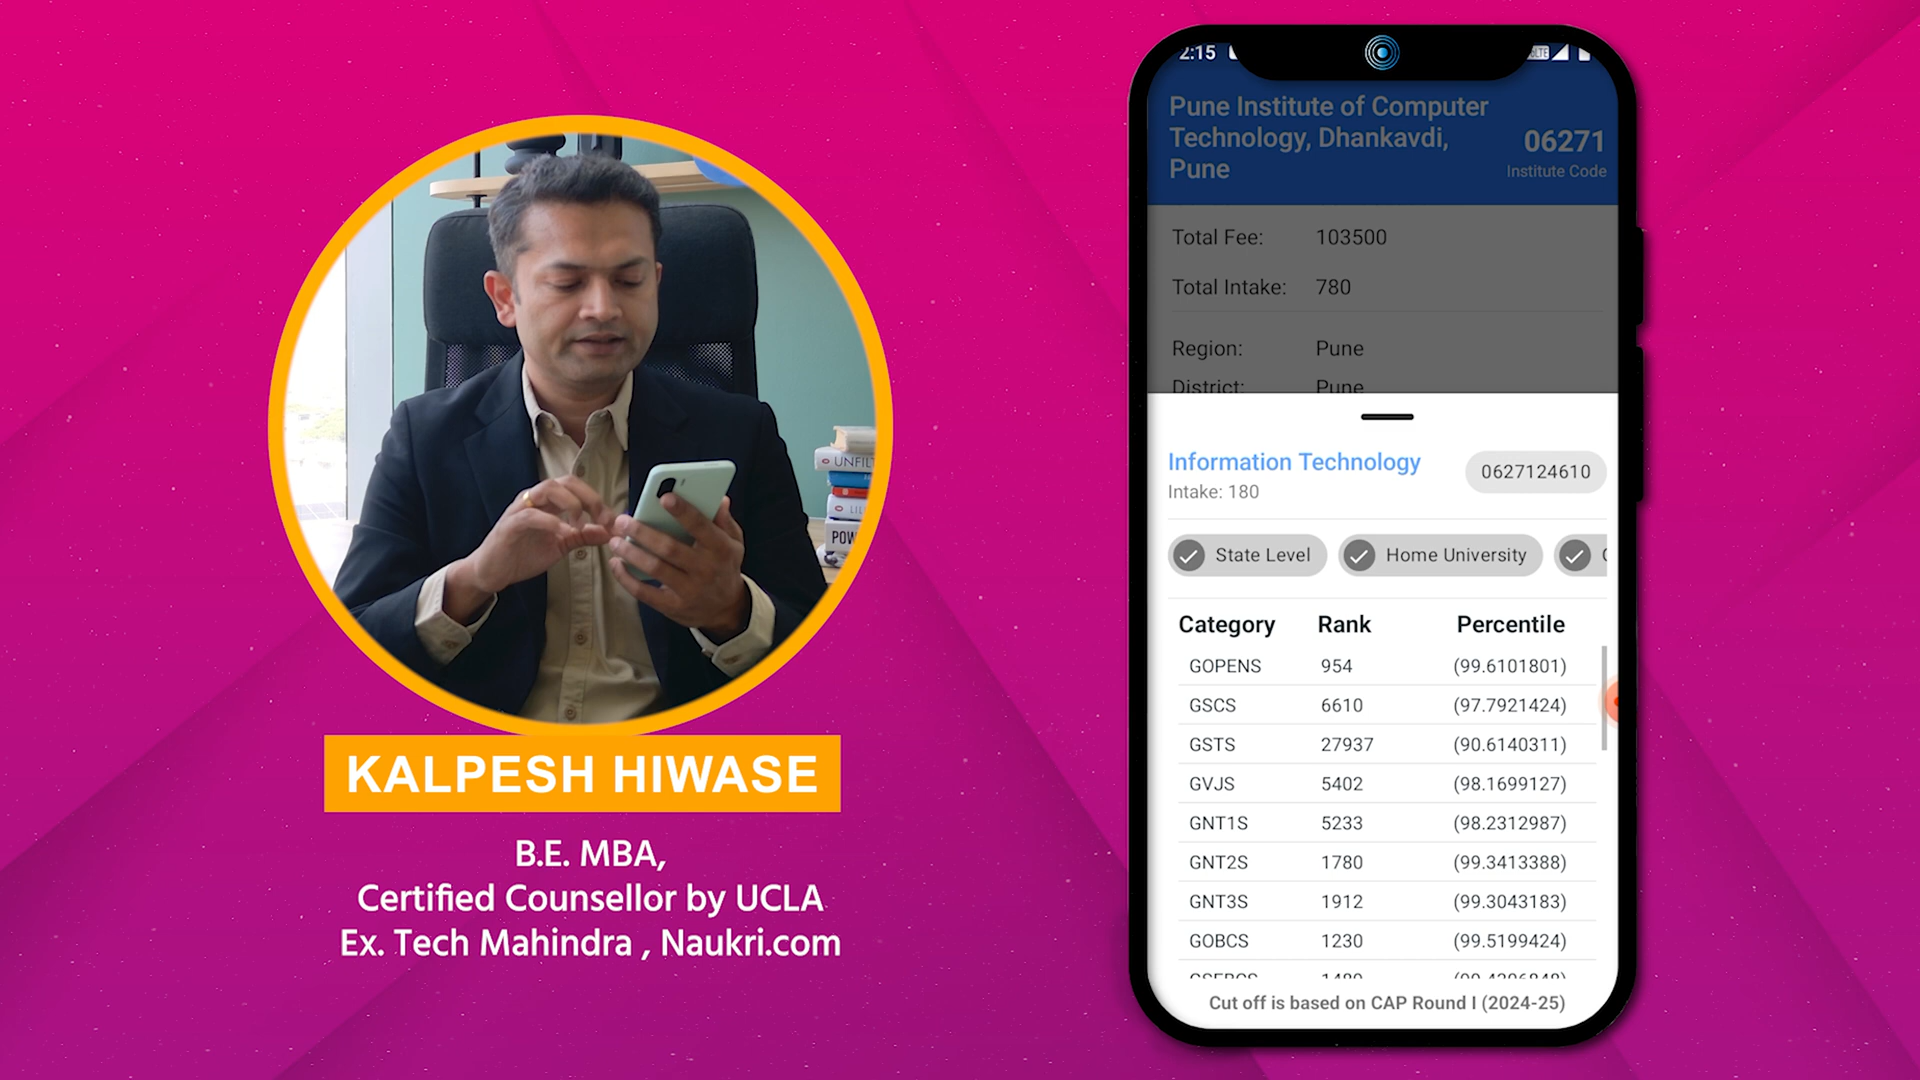 KALPESH HIWASE
B.E. MBA,
Certified Counsellor by UCLA
Ex. Tech Mahindra , Naukri.com
UNFIL
LIL
POW
2:15
LTE
Pune Institute of Computer
Technology, Dhankavdi,
Pune
06271
Institute Code
Total Fee: 103500
Total Intake: 780
Region: Pune
District: Pune
Information Technology
0627124610
Intake: 180
State Level Home University
Category Rank Percentile
GOPENS 954 (99.6101801)
GSCS 6610 (97.7921424)
GSTS 27937 (90.6140311)
GVJS 5402 (98.1699127)
GNT1S 5233 (98.2312987)
GNT2S 1780 (99.3413388)
GNT3S 1912 (99.3043183)
GOBCS 1230 (99.5199424)
Cut off is based on CAP Round I (2024-25)